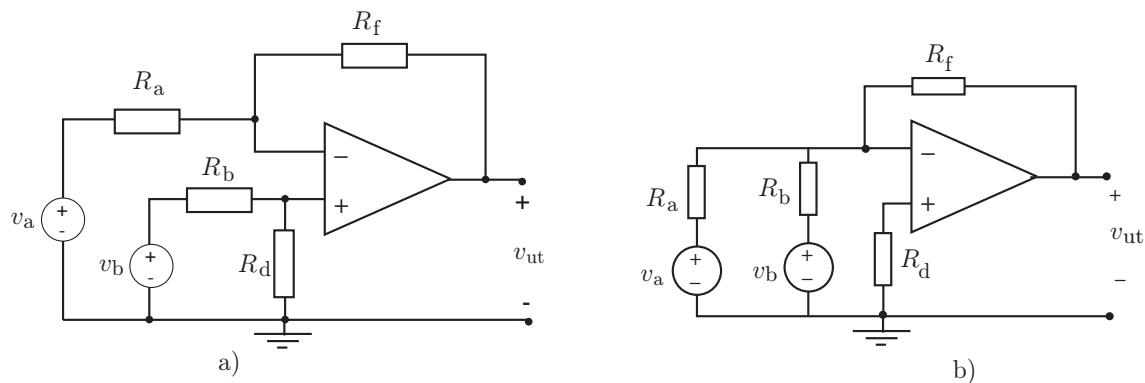 R_f
R_a
−
R_b
+
v_a
+
-
v_b
+
-
R_d
+
v_ut
-
a)
R_f
−
R_a
R_b
+
R_d
v_a
+
−
v_b
+
−
+
v_ut
−
b)